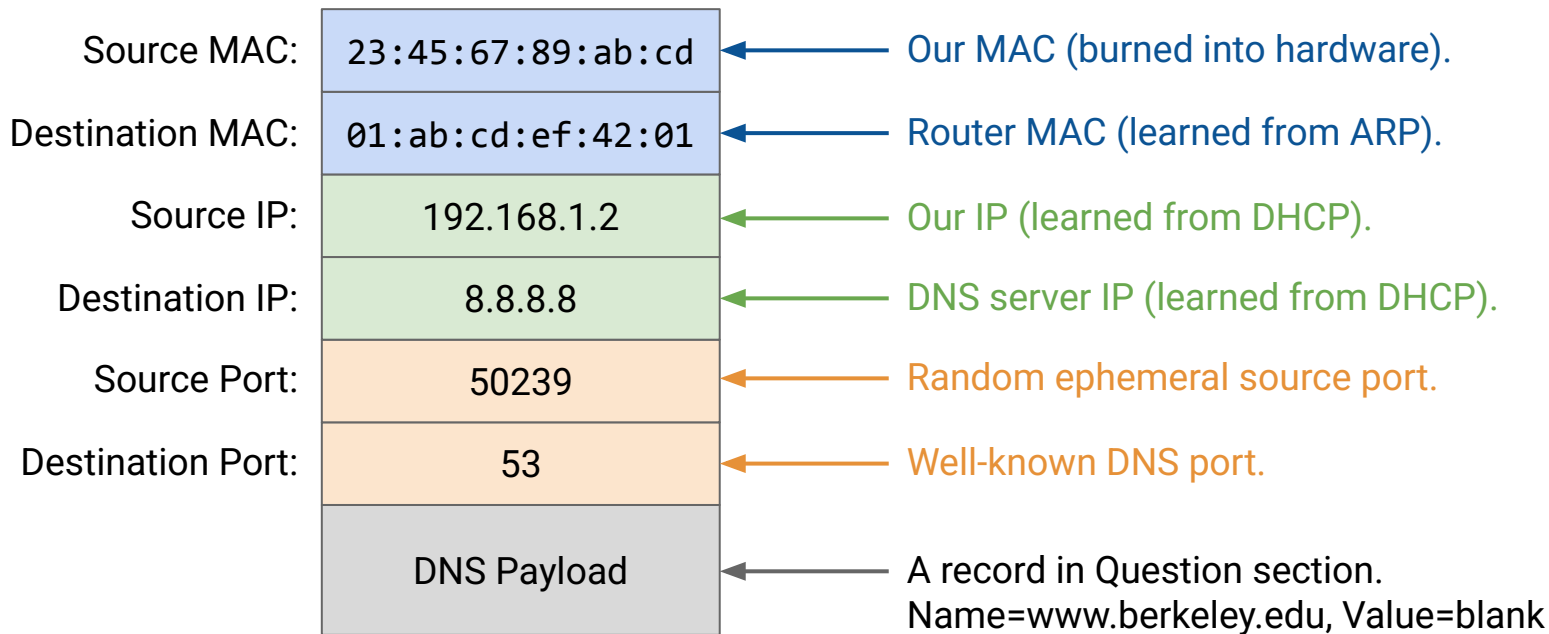 Source MAC: 23:45:67:89:ab:cd Our MAC (burned into hardware).
Destination MAC: 01:ab:cd:ef:42:01 Router MAC (learned from ARP).
Source IP: 192.168.1.2 Our IP (learned from DHCP).
Destination IP: 8.8.8.8 DNS server IP (learned from DHCP).
Source Port: 50239 Random ephemeral source port.
Destination Port: 53 Well-known DNS port.
DNS Payload A record in Question section.
Name=www.berkeley.edu, Value=blank